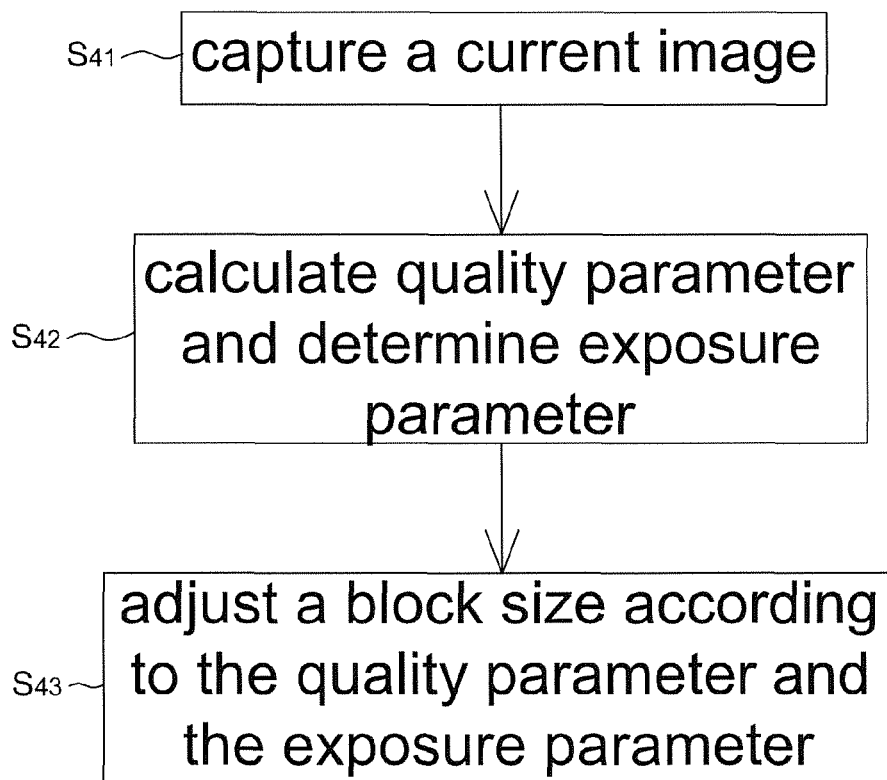 S41
capture a current image
S42
calculate quality parameter
and determine exposure
parameter
S43
adjust a block size according
to the quality parameter and
the exposure parameter